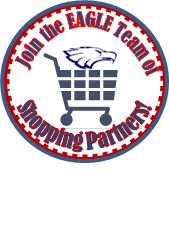 Join the EAGLE Team of
Shopping Partners!